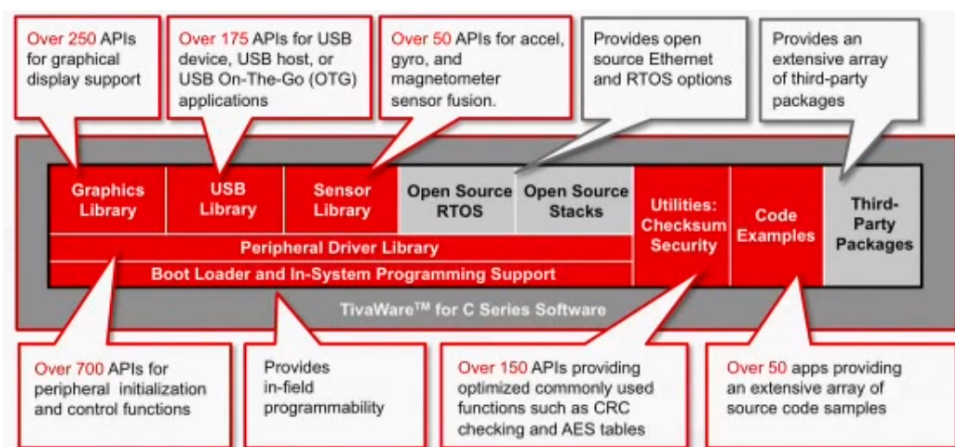 Over 250 APIs
for graphical
display support
Over 175 APIs for USB
device, USB host, or
USB On-The-Go (OTG)
applications
Over 50 APIs for accel,
gyro, and
magnetometer
sensor fusion.
Provides open
source Ethernet
and RTOS options
Provides an
extensive array
of third-party
packages
Graphics
Library
USB
Library
Sensor
Library
Open Source
RTOS
Open Source
Stacks
Utilities:
Checksum
Security
Code
Examples
Third-
Party
Packages
Peripheral Driver Library
Boot Loader and In-System Programming Support
TivaWare™ for C Series Software
Over 700 APIs for
peripheral initialization
and control functions
Provides
in-field
programmability
Over 150 APIs providing
optimized commonly used
functions such as CRC
checking and AES tables
Over 50 apps providing
an extensive array of
source code samples